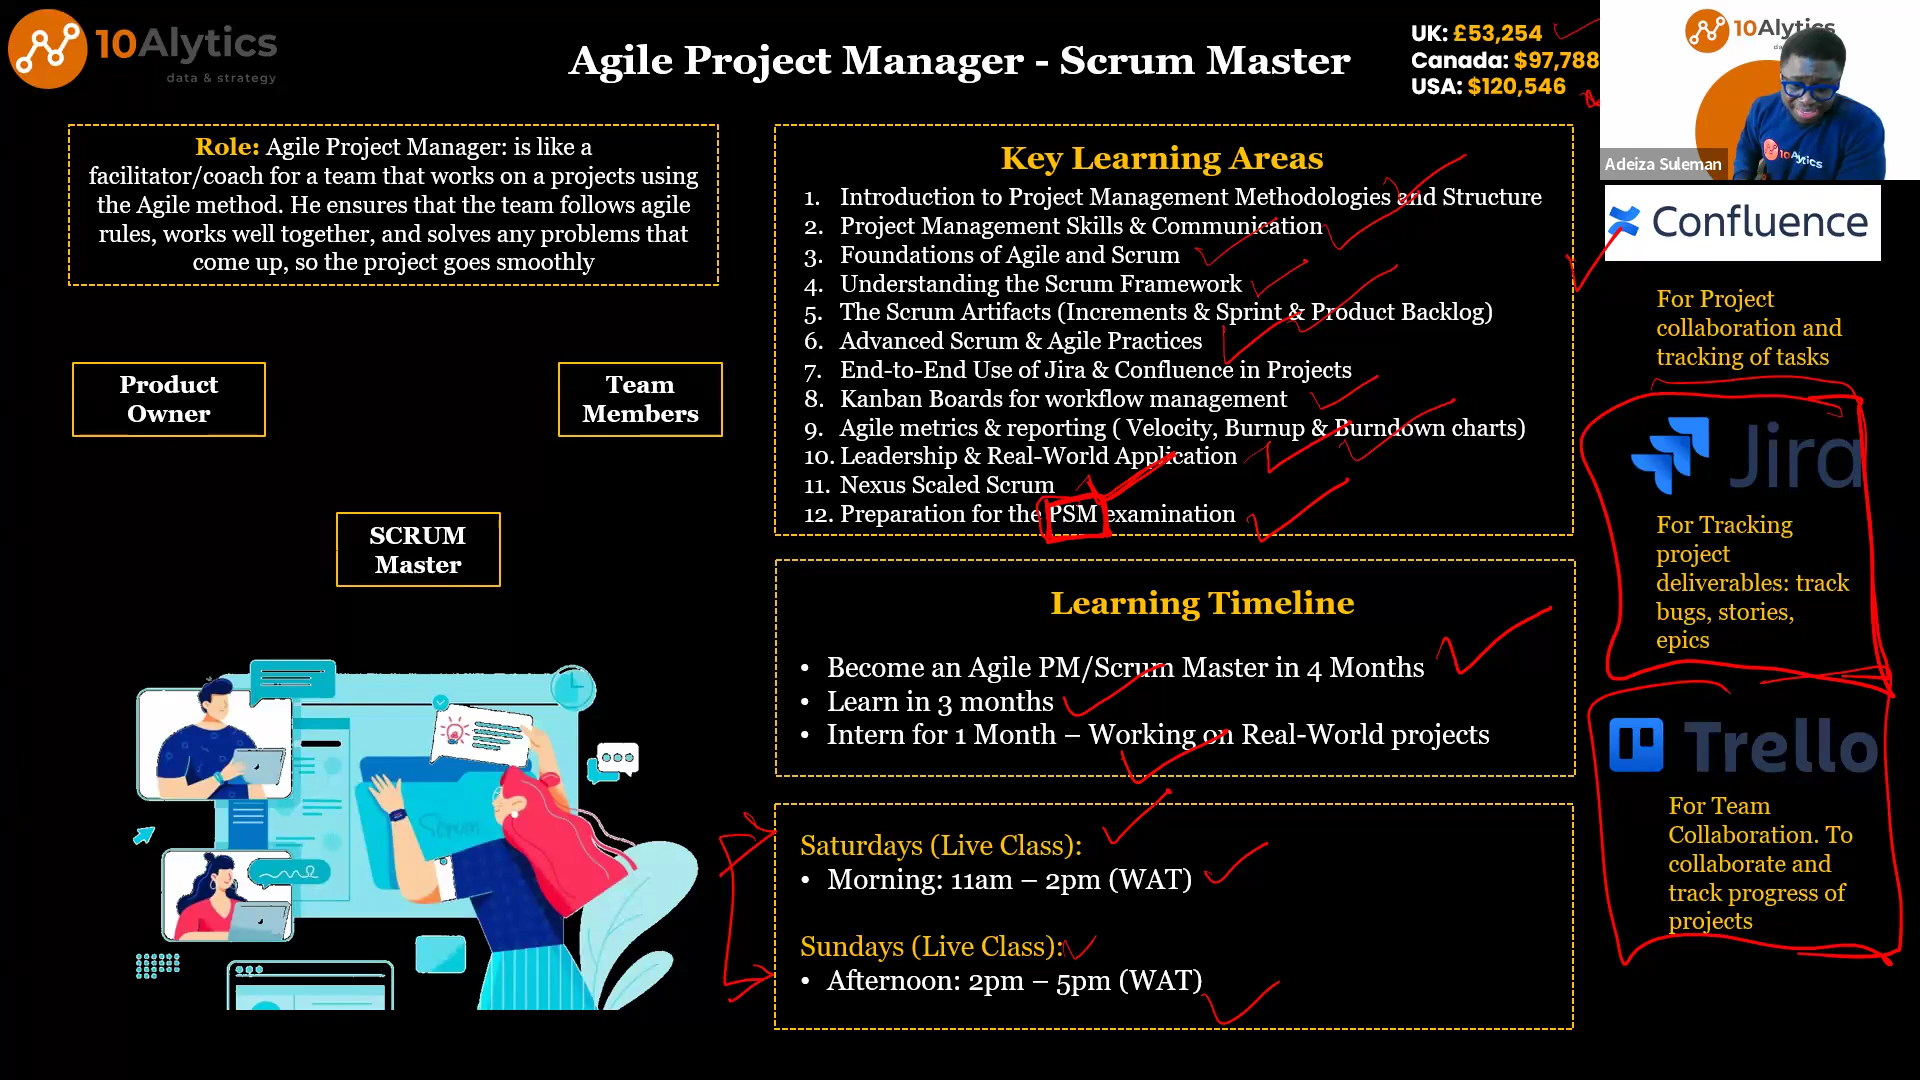 10Alytics
data & strategy
Agile Project Manager - Scrum Master
UK: £53,254
Canada: $97,788
USA: $120,546
10Alytics
Adeiza Suleman
10Alytics
Role: Agile Project Manager: is like a
facilitator/coach for a team that works on a projects using
the Agile method. He ensures that the team follows agile
rules, works well together, and solves any problems that
come up, so the project goes smoothly
Product
Owner
Team
Members
SCRUM
Master
Scrum
Key Learning Areas
1. Introduction to Project Management Methodologies and Structure
2. Project Management Skills & Communication
3. Foundations of Agile and Scrum
4. Understanding the Scrum Framework
5. The Scrum Artifacts (Increments & Sprint & Product Backlog)
6. Advanced Scrum & Agile Practices
7. End-to-End Use of Jira & Confluence in Projects
8. Kanban Boards for workflow management
9. Agile metrics & reporting ( Velocity, Burnup & Burndown charts)
10. Leadership & Real-World Application
11. Nexus Scaled Scrum
12. Preparation for the PSM examination
Learning Timeline
• Become an Agile PM/Scrum Master in 4 Months
• Learn in 3 months
• Intern for 1 Month – Working on Real-World projects
Saturdays (Live Class):
• Morning: 11am – 2pm (WAT)
Sundays (Live Class):
• Afternoon: 2pm – 5pm (WAT)
Confluence
For Project
collaboration and
tracking of tasks
Jira
For Tracking
project
deliverables: track
bugs, stories,
epics
Trello
For Team
Collaboration. To
collaborate and
track progress of
projects